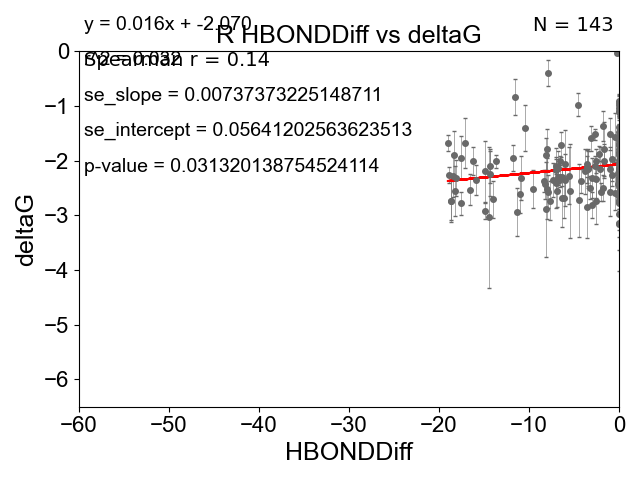 y = 0.016x + -2.070
N = 143
R HBONDDiff vs deltaG
Spearman r = 0.14
se_slope = 0.00737373225148711
se_intercept = 0.05641202563623513
p-value = 0.031320138754524114
0
−1
−2
−3
−4
−5
−6
deltaG
−60
−50
−40
−30
−20
−10
0
HBONDDiff